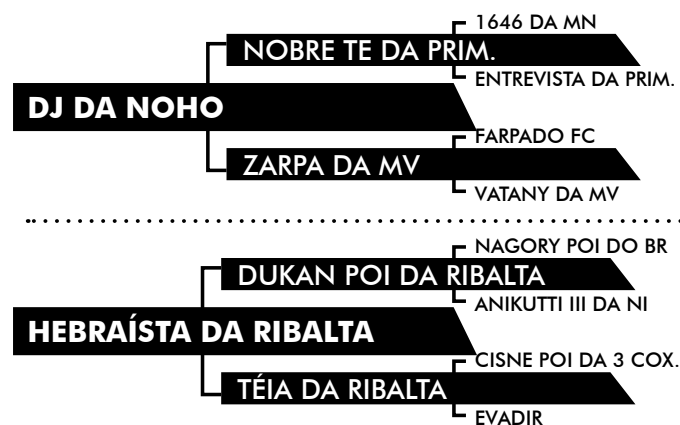 1646 DA MN
NOBRE TE DA PRIM.
ENTREVISTA DA PRIM.
DJ DA NOHO
FARPADO FC
ZARPA DA MV
VATANY DA MV
NAGORY POI DO BR
DUKAN POI DA RIBALTA
ANIKUTTI III DA NI
HEBRAÍSTA DA RIBALTA
CISNE POI DA 3 COX.
TÉIA DA RIBALTA
EVADIR